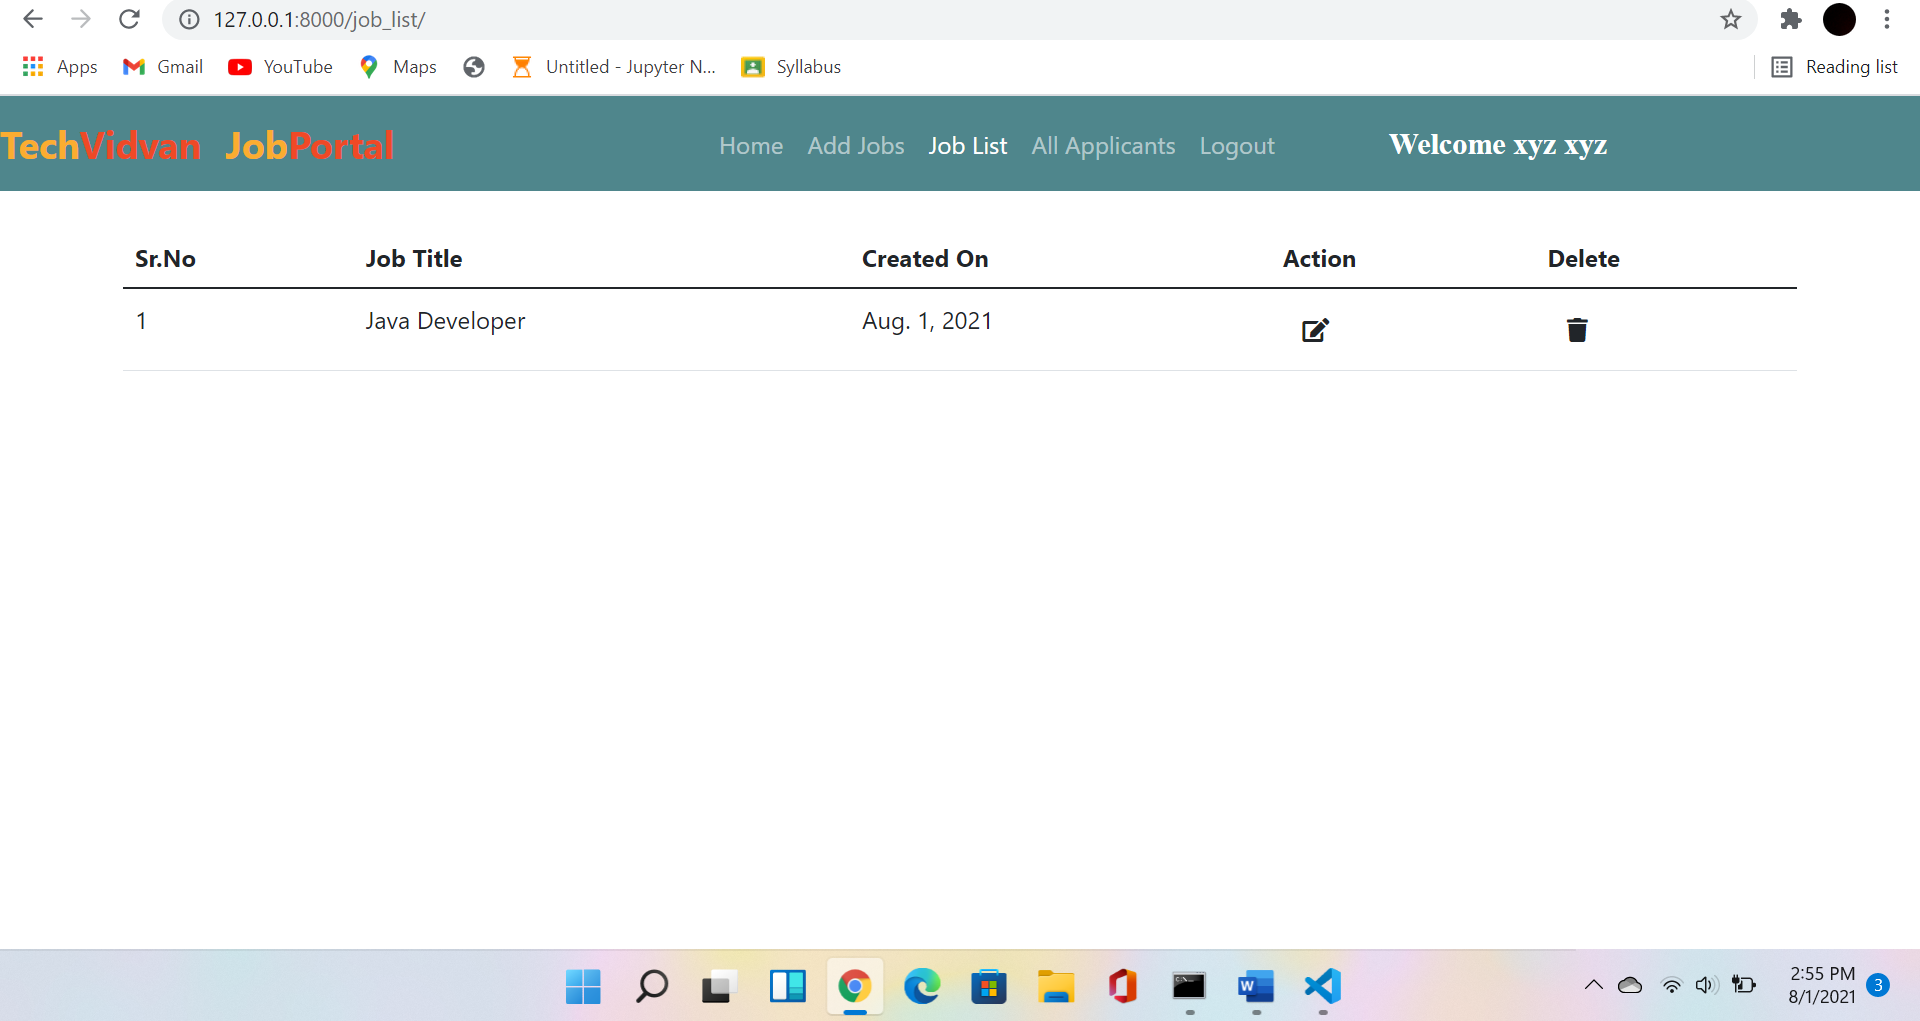 127.0.0.1:8000/job_list/
Apps Gmail YouTube Maps Untitled - Jupyter N... Syllabus Reading list
TechVidvan JobPortal Home Add Jobs Job List All Applicants Logout Welcome xyz xyz
Sr.No Job Title Created On Action Delete
1 Java Developer Aug. 1, 2021
2:55 PM
8/1/2021 3